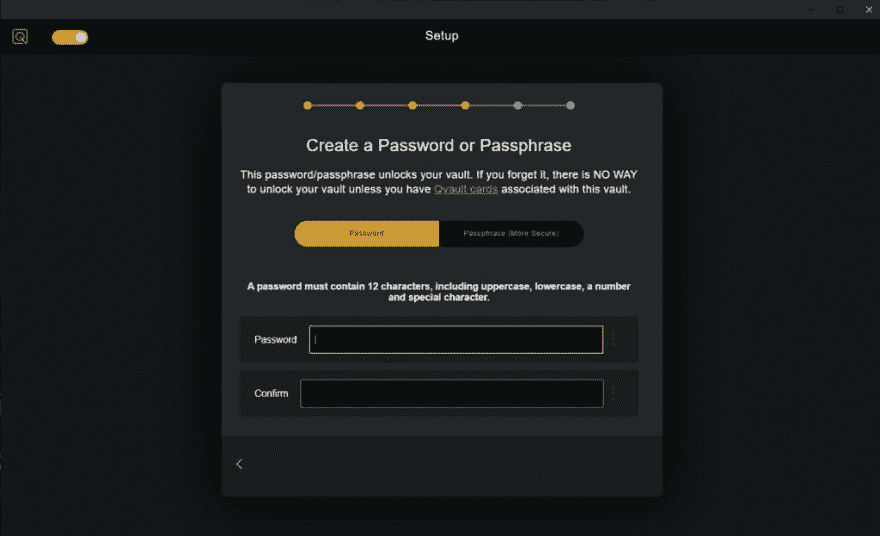 Setup
Create a Password or Passphrase
This password/passphrase unlocks your vault. If you forget it, there is NO WAY
to unlock your vault unless you have Qvault cards associated with this vault.
Password
Passphrase (More Secure)
A password must contain 12 characters, including uppercase, lowercase, a number
and special character.
Password
Confirm